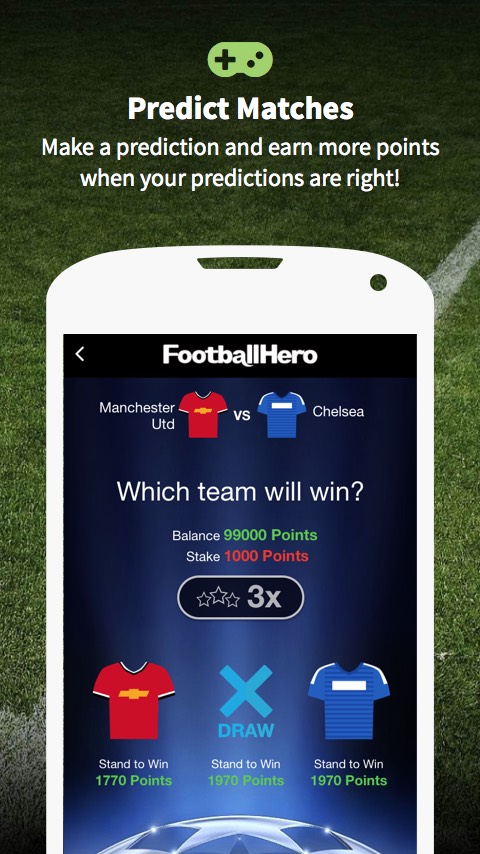 Predict Matches
Make a prediction and earn more points
when your predictions are right!
FootballHero
Manchester
Utd
vs
Chelsea
Which team will win?
Balance 99000 Points
Stake 1000 Points
3x
DRAW
Stand to Win
1770 Points
Stand to Win
1970 Points
Stand to Win
1970 Points